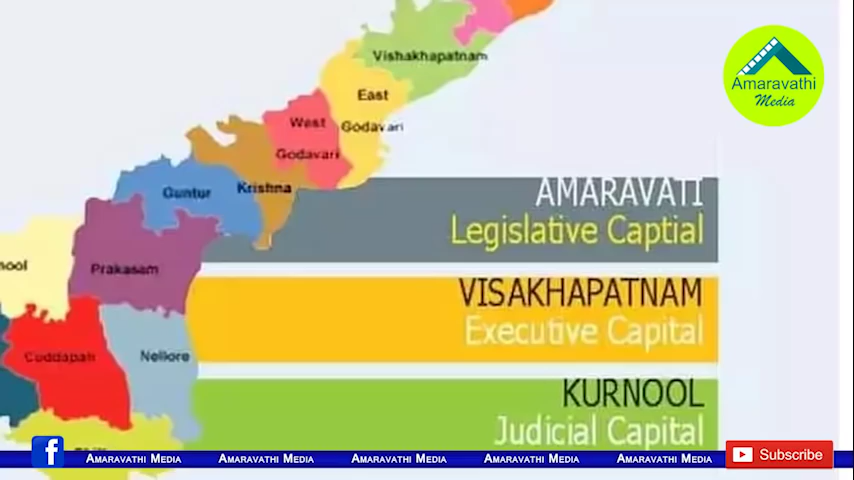 Vishakhapatnam
East
Godavari
West
Godavari
Krishna
Guntur
Prakasam
Cuddapah
Nellore
Amaravathi
Media
AMARAVATI
Legislative Captial
VISAKHAPATNAM
Executive Capital
KURNOOL
Judicial Capital
f
AMARAVATHI MEDIA AMARAVATHI MEDIA AMARAVATHI MEDIA AMARAVATHI MEDIA AMARAVATHI MEDIA
Subscribe